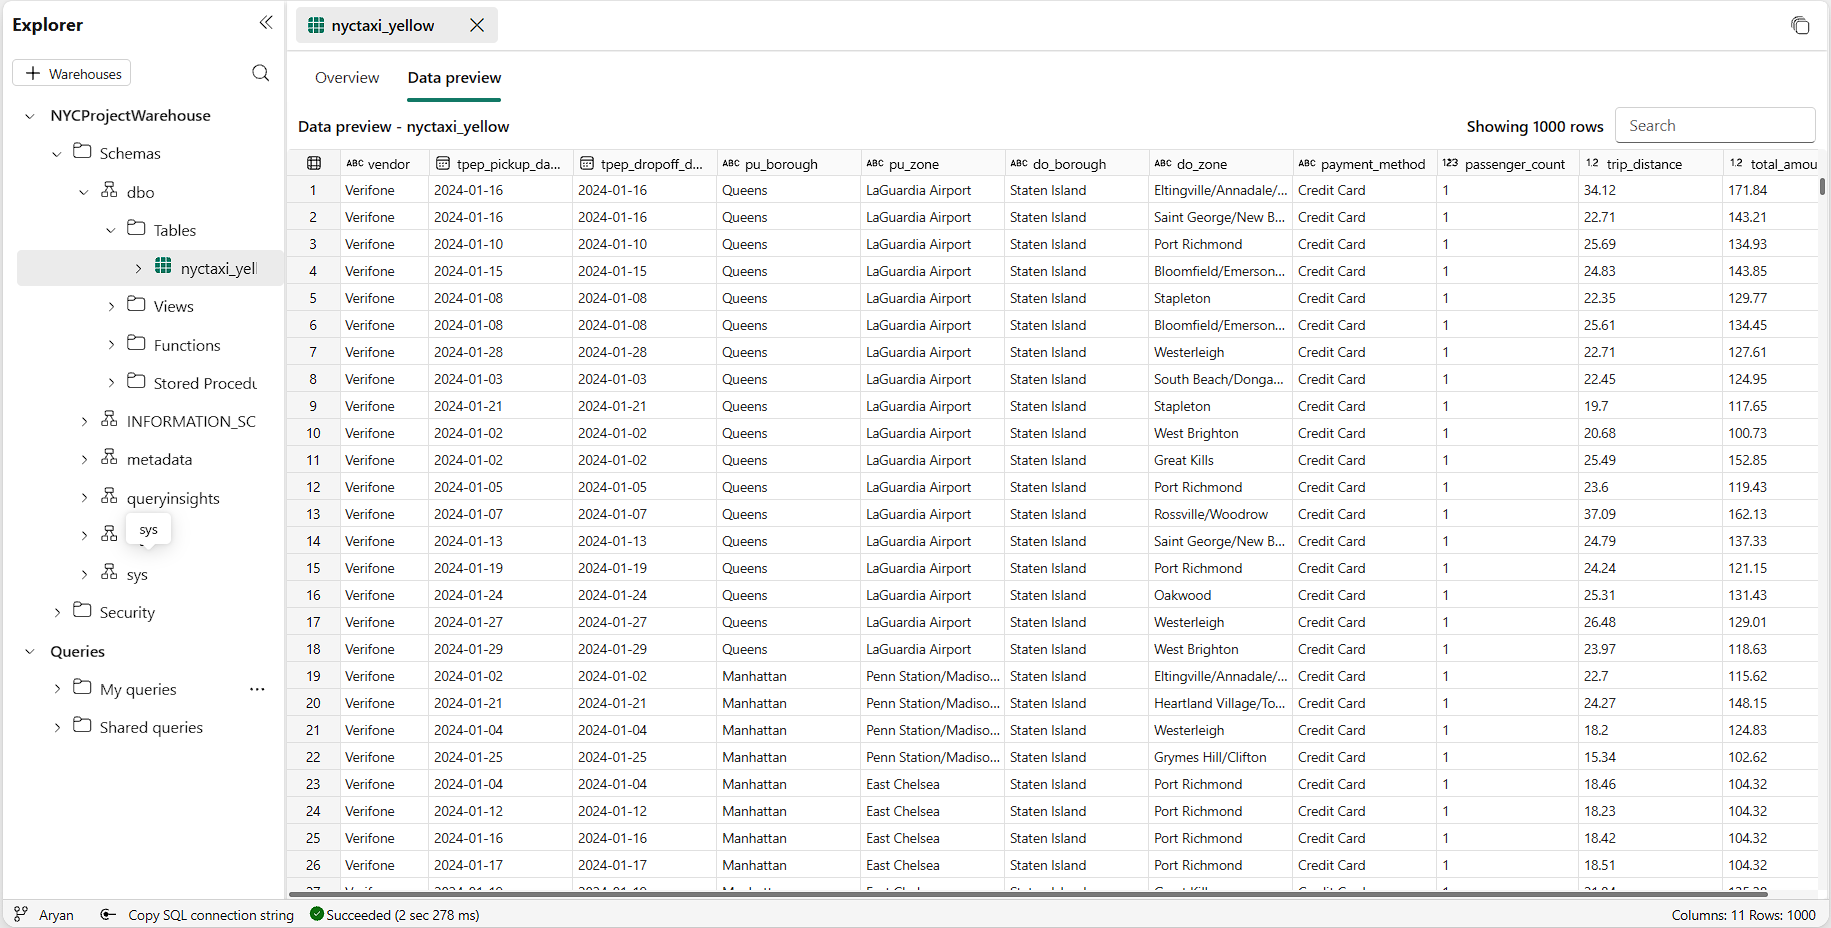 Explorer
Warehouses
NYCProjectWarehouse
Schemas
dbo
Tables
nyctaxi_yell
Views
Functions
Stored Procedu
INFORMATION_SC
metadata
queryinsights
sys
sys
Security
Queries
My queries
...
Shared queries
nyctaxi_yellow
Overview Data preview
Data preview - nyctaxi_yellow Showing 1000 rows Search
ABC vendor tpep_pickup_da... tpep_dropoff_d... ABC pu_borough ABC pu_zone ABC do_borough ABC do_zone ABC payment_method 123 passenger_count 1.2 trip_distance 1.2 total_amou
1 Verifone 2024-01-16 2024-01-16 Queens LaGuardia Airport Staten Island Eltingville/Annadale/... Credit Card 1 34.12 171.84
2 Verifone 2024-01-16 2024-01-16 Queens LaGuardia Airport Staten Island Saint George/New B... Credit Card 1 22.71 143.21
3 Verifone 2024-01-10 2024-01-10 Queens LaGuardia Airport Staten Island Port Richmond Credit Card 1 25.69 134.93
4 Verifone 2024-01-15 2024-01-15 Queens LaGuardia Airport Staten Island Bloomfield/Emerson... Credit Card 1 24.83 143.85
5 Verifone 2024-01-08 2024-01-08 Queens LaGuardia Airport Staten Island Stapleton Credit Card 1 22.35 129.77
6 Verifone 2024-01-08 2024-01-08 Queens LaGuardia Airport Staten Island Bloomfield/Emerson... Credit Card 1 25.61 134.45
7 Verifone 2024-01-28 2024-01-28 Queens LaGuardia Airport Staten Island Westerleigh Credit Card 1 22.71 127.61
8 Verifone 2024-01-03 2024-01-03 Queens LaGuardia Airport Staten Island South Beach/Donga... Credit Card 1 22.45 124.95
9 Verifone 2024-01-21 2024-01-21 Queens LaGuardia Airport Staten Island Stapleton Credit Card 1 19.7 117.65
10 Verifone 2024-01-02 2024-01-02 Queens LaGuardia Airport Staten Island West Brighton Credit Card 1 20.68 100.73
11 Verifone 2024-01-02 2024-01-02 Queens LaGuardia Airport Staten Island Great Kills Credit Card 1 25.49 152.85
12 Verifone 2024-01-05 2024-01-05 Queens LaGuardia Airport Staten Island Port Richmond Credit Card 1 23.6 119.43
13 Verifone 2024-01-07 2024-01-07 Queens LaGuardia Airport Staten Island Rossville/Woodrow Credit Card 1 37.09 162.13
14 Verifone 2024-01-13 2024-01-13 Queens LaGuardia Airport Staten Island Saint George/New B... Credit Card 1 24.79 137.33
15 Verifone 2024-01-19 2024-01-19 Queens LaGuardia Airport Staten Island Port Richmond Credit Card 1 24.24 121.15
16 Verifone 2024-01-24 2024-01-24 Queens LaGuardia Airport Staten Island Oakwood Credit Card 1 25.31 131.43
17 Verifone 2024-01-27 2024-01-27 Queens LaGuardia Airport Staten Island Westerleigh Credit Card 1 26.48 129.01
18 Verifone 2024-01-29 2024-01-29 Queens LaGuardia Airport Staten Island West Brighton Credit Card 1 23.97 118.63
19 Verifone 2024-01-02 2024-01-02 Manhattan Penn Station/Madiso... Staten Island Eltingville/Annadale/... Credit Card 1 22.7 115.62
20 Verifone 2024-01-21 2024-01-21 Manhattan Penn Station/Madiso... Staten Island Heartland Village/To... Credit Card 1 24.27 148.15
21 Verifone 2024-01-04 2024-01-04 Manhattan Penn Station/Madiso... Staten Island Westerleigh Credit Card 1 18.2 124.83
22 Verifone 2024-01-25 2024-01-25 Manhattan Penn Station/Madiso... Staten Island Grymes Hill/Clifton Credit Card 1 15.34 102.62
23 Verifone 2024-01-04 2024-01-04 Manhattan East Chelsea Staten Island Port Richmond Credit Card 1 18.46 104.32
24 Verifone 2024-01-12 2024-01-12 Manhattan East Chelsea Staten Island Port Richmond Credit Card 1 18.23 104.32
25 Verifone 2024-01-16 2024-01-16 Manhattan East Chelsea Staten Island Port Richmond Credit Card 1 18.42 104.32
26 Verifone 2024-01-17 2024-01-17 Manhattan East Chelsea Staten Island Port Richmond Credit Card 1 18.51 104.32
Aryan Copy SQL connection string Succeeded (2 sec 278 ms) Columns: 11 Rows: 1000